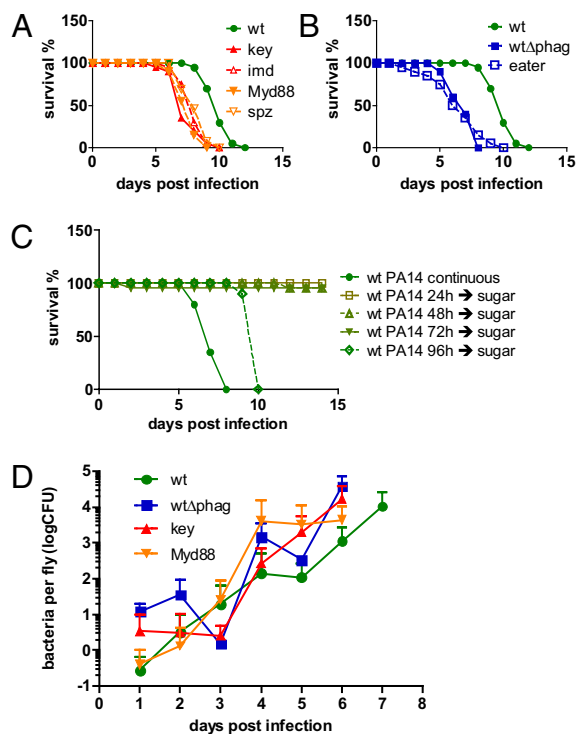 A
survival %
150
100
50
0
0 5 10 15
days post infection
wt
key
imd
Myd88
spz
B
survival %
150
100
50
0
0 5 10 15
days post infection
wt
wtΔphag
eater
C
survival %
150
100
50
0
0 5 10 15
days post infection
wt PA14 continuous
wt PA14 24h ➔ sugar
wt PA14 48h ➔ sugar
wt PA14 72h ➔ sugar
wt PA14 96h ➔ sugar
D
bacteria per fly (logCFU)
5
4
3
2
1
0
-1
0 1 2 3 4 5 6 7 8
days post infection
wt
wtΔphag
key
Myd88